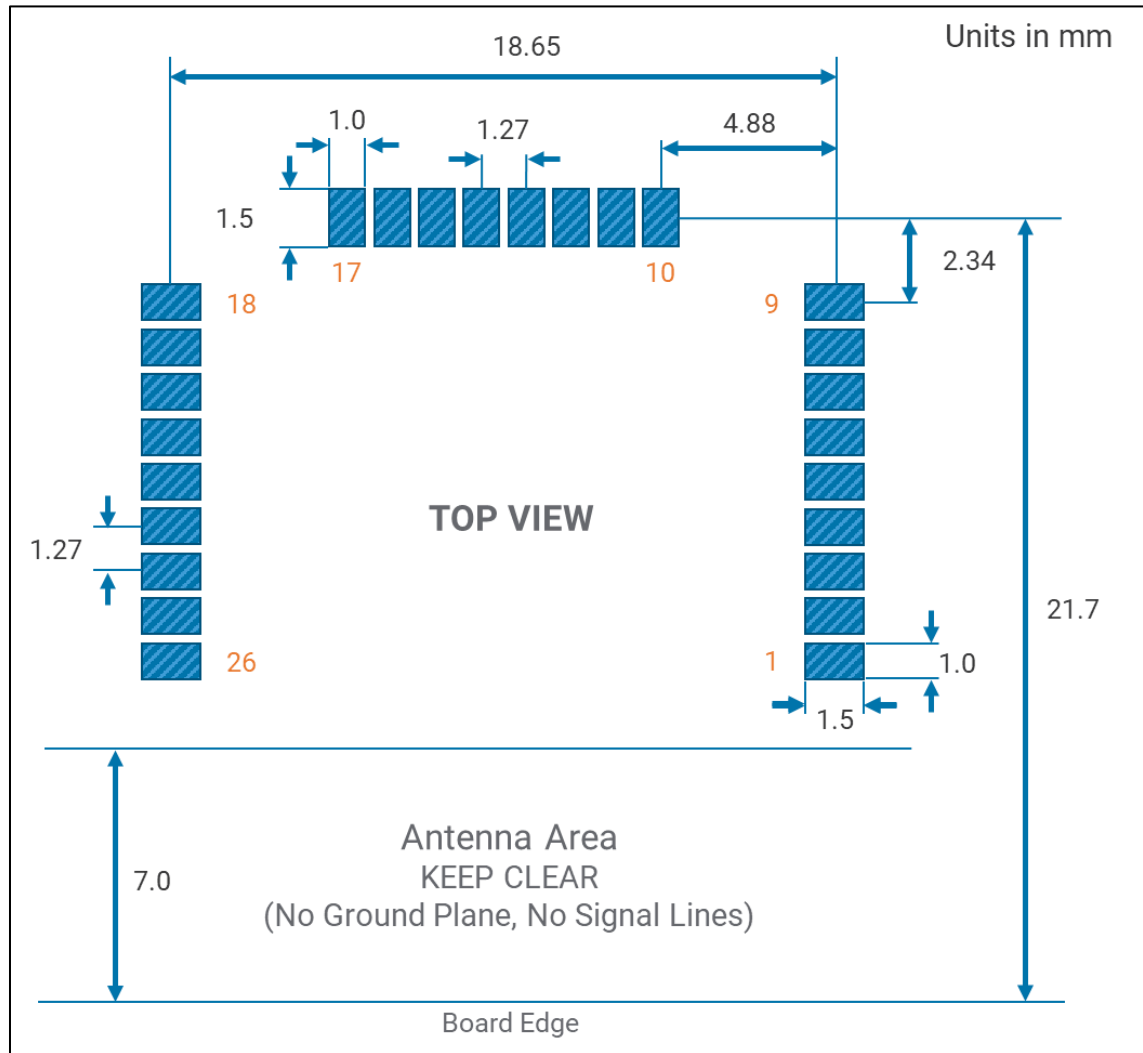 Units in mm
18.65
1.0
1.27
4.88
1.5
2.34
17
10
18
9
TOP VIEW
1.27
21.7
26
1
1.0
1.5
Antenna Area
KEEP CLEAR
(No Ground Plane, No Signal Lines)
7.0
Board Edge